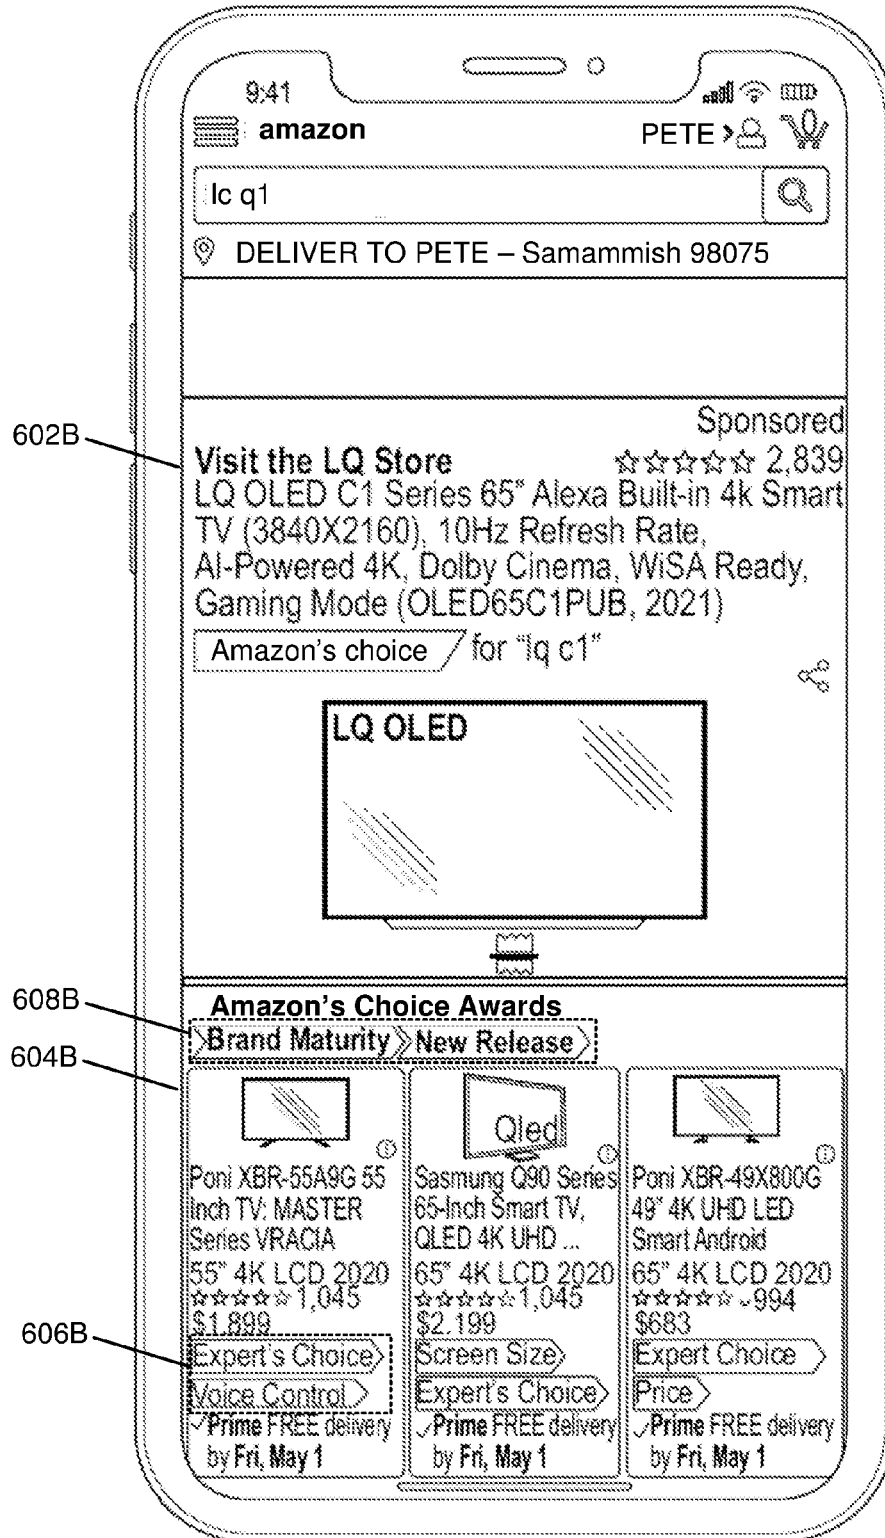 9:41
amazon
PETE >
lc q1
DELIVER TO PETE – Samammish 98075
602B
Sponsored
Visit the LQ Store ☆☆☆☆☆ 2,839
LQ OLED C1 Series 65" Alexa Built-in 4k Smart
TV (3840X2160), 10Hz Refresh Rate,
AI-Powered 4K, Dolby Cinema, WiSA Ready,
Gaming Mode (OLED65C1PUB, 2021)
Amazon's choice for "lq c1"
LQ OLED
608B
Amazon's Choice Awards
Brand Maturity New Release
604B
Poni XBR-55A9G 55
Inch TV: MASTER
Series VRACIA
55" 4K LCD 2020
☆☆☆☆☆ 1,045
$1,899
606B
Expert's Choice
Voice Control
Prime FREE delivery
by Fri, May 1
Qled
Sasmung Q90 Series
65-Inch Smart TV,
QLED 4K UHD ...
65" 4K LCD 2020
☆☆☆☆☆ 1,045
$2,199
Screen Size
Expert's Choice
Prime FREE delivery
by Fri, May 1
Poni XBR-49X800G
49" 4K UHD LED
Smart Android
65" 4K LCD 2020
☆☆☆☆☆ 994
$683
Expert Choice
Price
Prime FREE delivery
by Fri, May 1